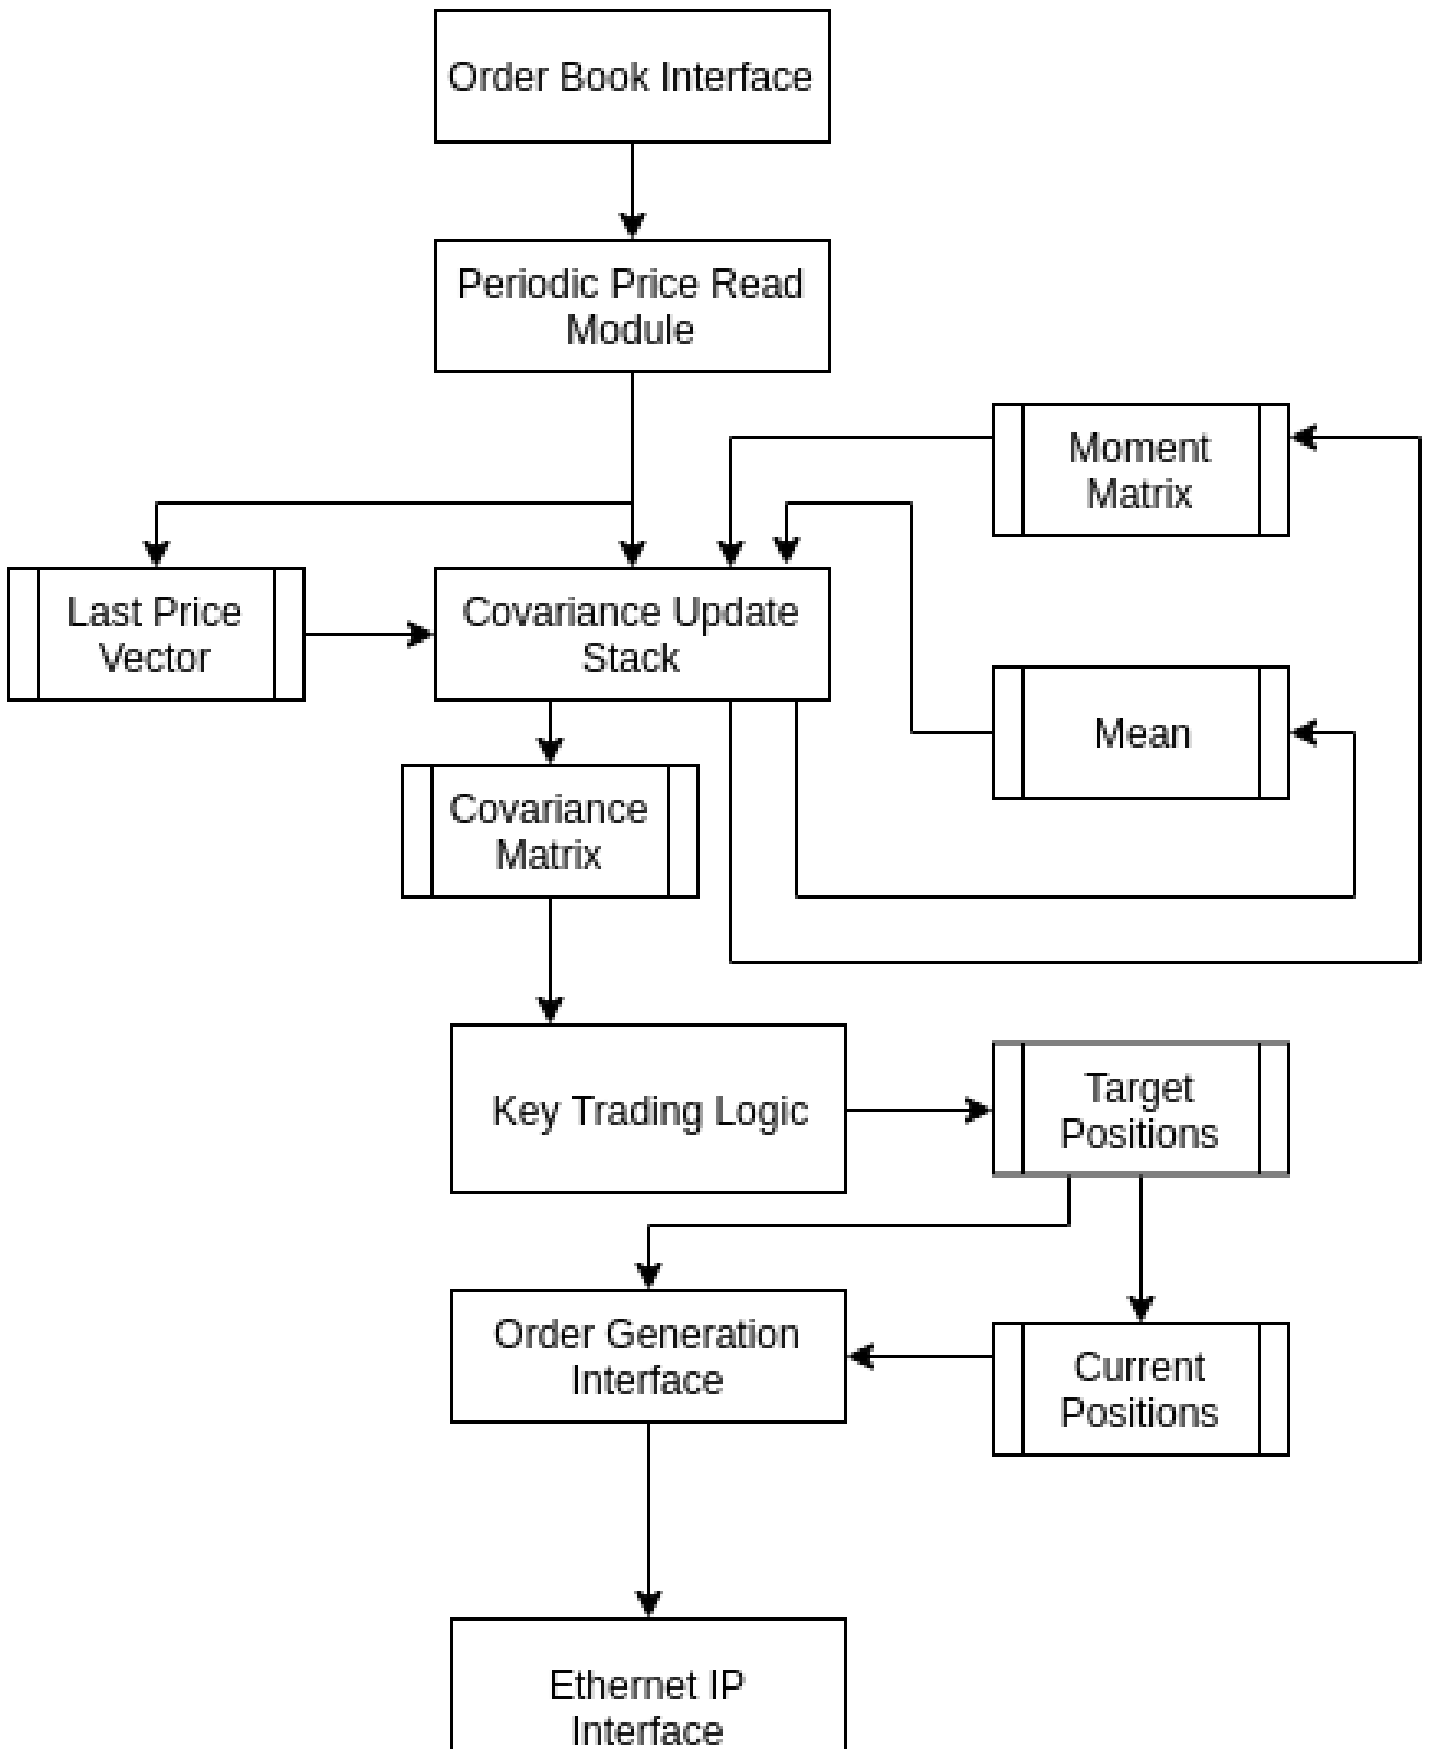 Order Book Interface
Periodic Price Read
Module
Moment
Matrix
Last Price
Vector
Covariance Update
Stack
Mean
Covariance
Matrix
Key Trading Logic
Target
Positions
Order Generation
Interface
Current
Positions
Ethernet IP
Interface